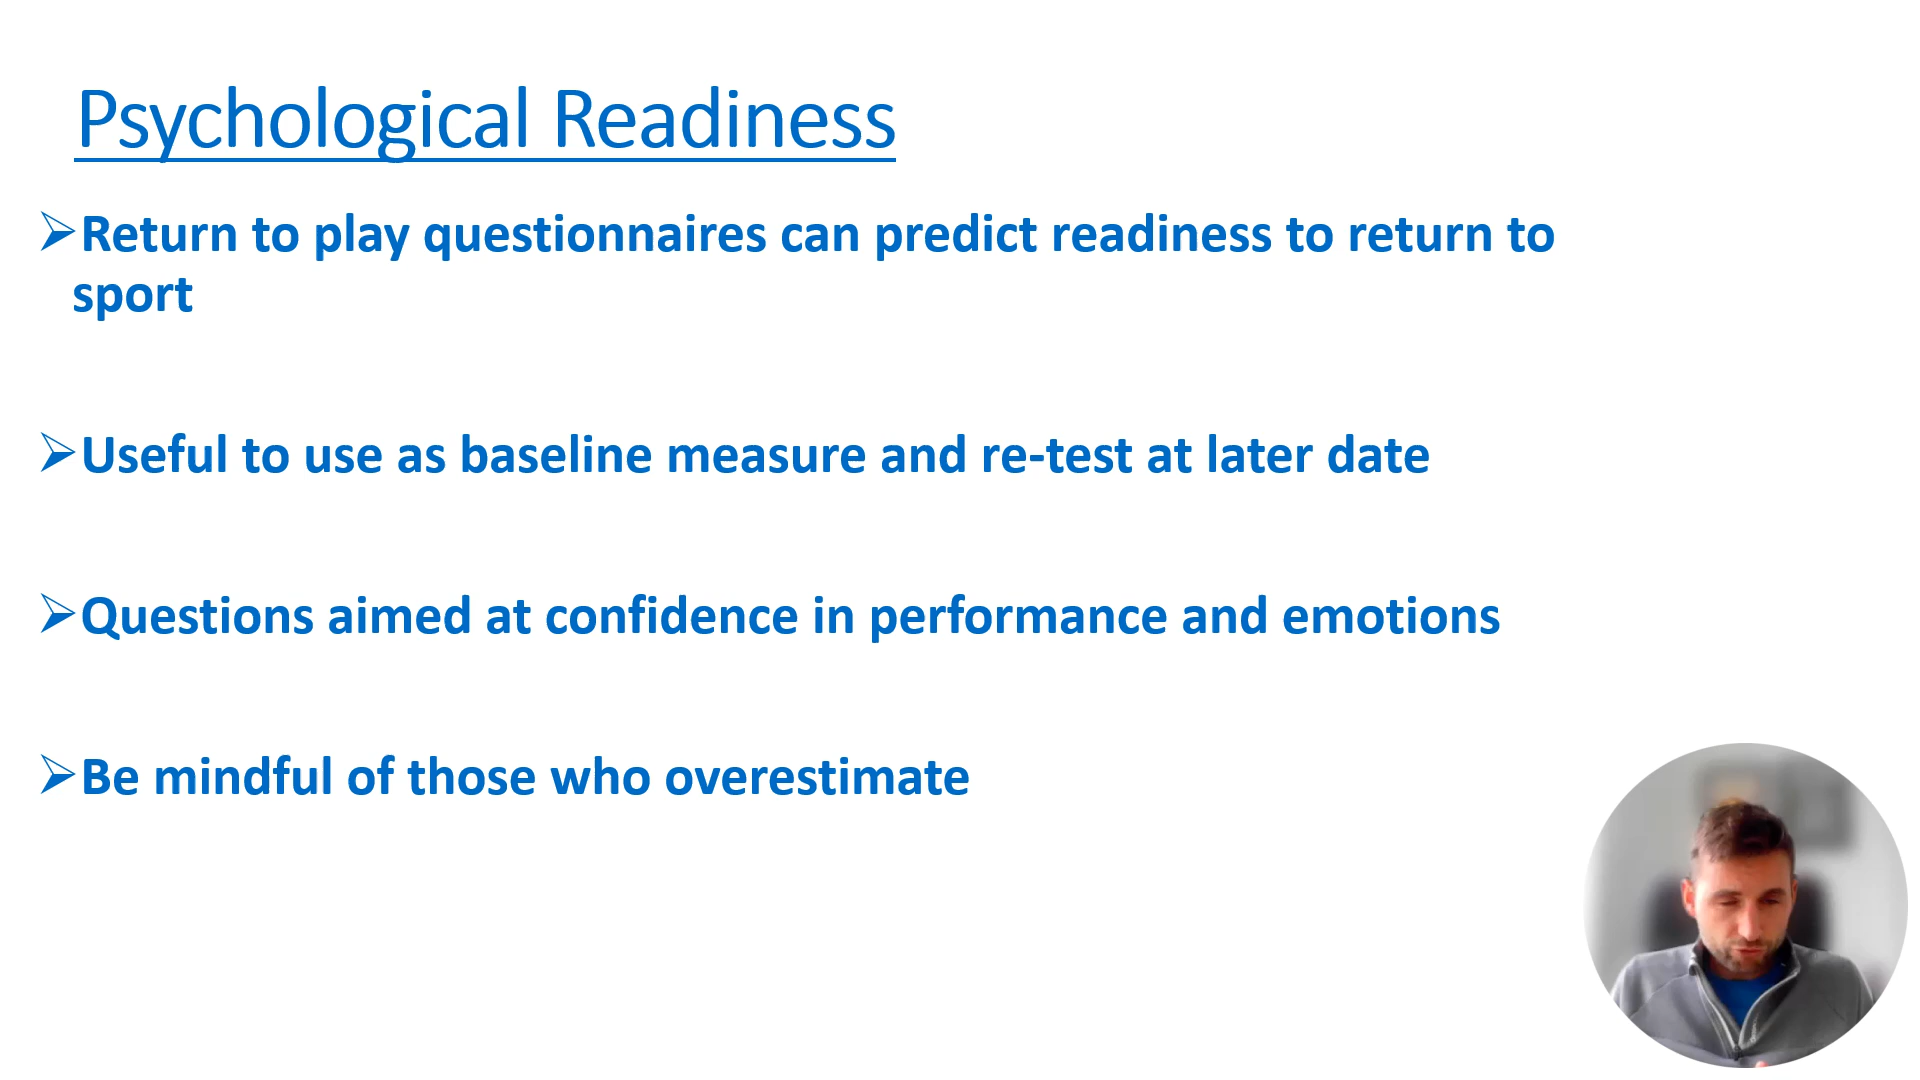 Psychological Readiness
➢Return to play questionnaires can predict readiness to return to
sport
➢Useful to use as baseline measure and re-test at later date
➢Questions aimed at confidence in performance and emotions
➢Be mindful of those who overestimate